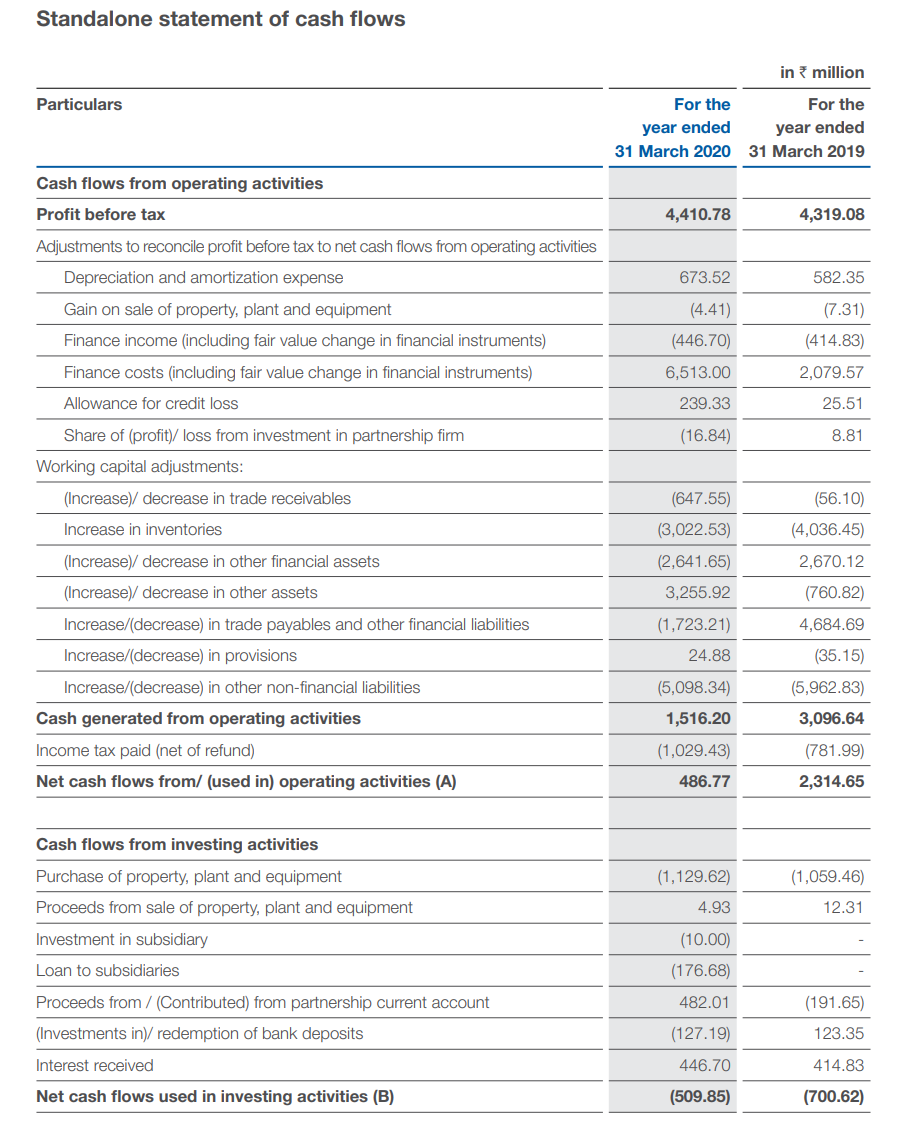 Standalone statement of cash flows
in ₹ million
Particulars For the year ended 31 March 2020 For the year ended 31 March 2019
Cash flows from operating activities
Profit before tax 4,410.78 4,319.08
Adjustments to reconcile profit before tax to net cash flows from operating activities
Depreciation and amortization expense 673.52 582.35
Gain on sale of property, plant and equipment (4.41) (7.31)
Finance income (including fair value change in financial instruments) (446.70) (414.83)
Finance costs (including fair value change in financial instruments) 6,513.00 2,079.57
Allowance for credit loss 239.33 25.51
Share of (profit)/ loss from investment in partnership firm (16.84) 8.81
Working capital adjustments:
(Increase)/ decrease in trade receivables (647.55) (56.10)
Increase in inventories (3,022.53) (4,036.45)
(Increase)/ decrease in other financial assets (2,641.65) 2,670.12
(Increase)/ decrease in other assets 3,255.92 (760.82)
Increase/(decrease) in trade payables and other financial liabilities (1,723.21) 4,684.69
Increase/(decrease) in provisions 24.88 (35.15)
Increase/(decrease) in other non-financial liabilities (5,098.34) (5,962.83)
Cash generated from operating activities 1,516.20 3,096.64
Income tax paid (net of refund) (1,029.43) (781.99)
Net cash flows from/ (used in) operating activities (A) 486.77 2,314.65
Cash flows from investing activities
Purchase of property, plant and equipment (1,129.62) (1,059.46)
Proceeds from sale of property, plant and equipment 4.93 12.31
Investment in subsidiary (10.00) -
Loan to subsidiaries (176.68) -
Proceeds from / (Contributed) from partnership current account 482.01 (191.65)
(Investments in)/ redemption of bank deposits (127.19) 123.35
Interest received 446.70 414.83
Net cash flows used in investing activities (B) (509.85) (700.62)